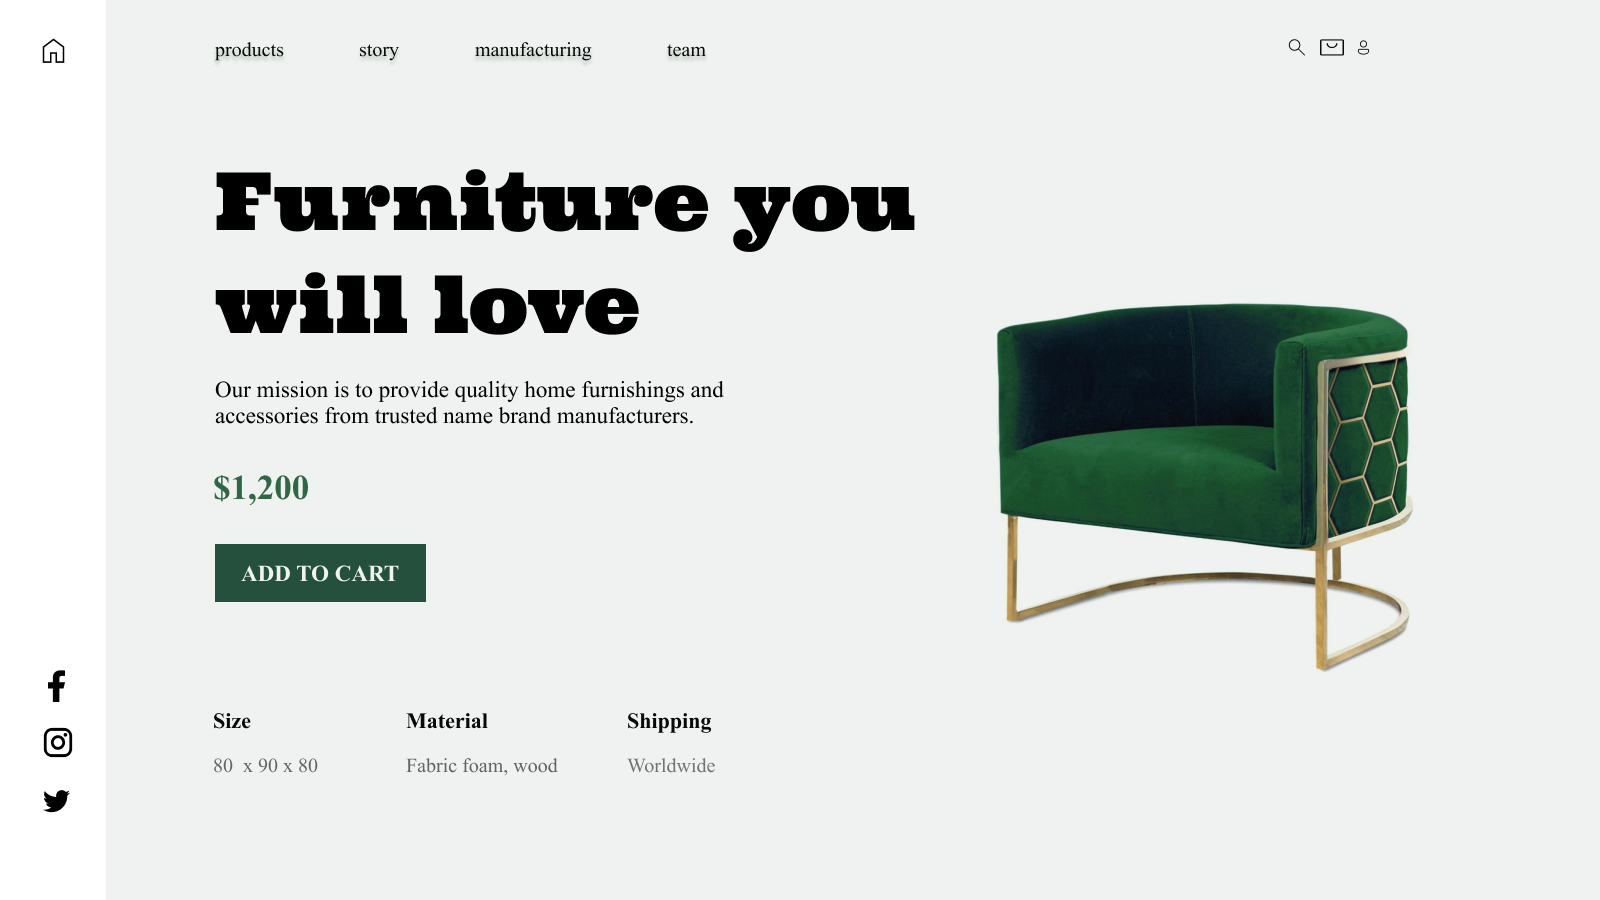 products story manufacturing team
Furniture you
will love
Our mission is to provide quality home furnishings and
accessories from trusted name brand manufacturers.
$1,200
ADD TO CART
Size Material Shipping
80  x 90 x 80 Fabric foam, wood Worldwide